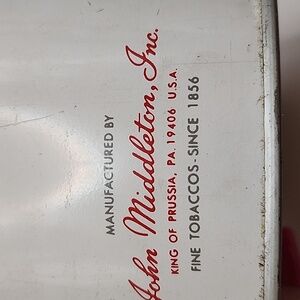 MANUFACTURED BY
John Middleton, Inc.
KING OF PRUSSIA, PA. 19406 U.S.A.
FINE TOBACCOS · SINCE 1856